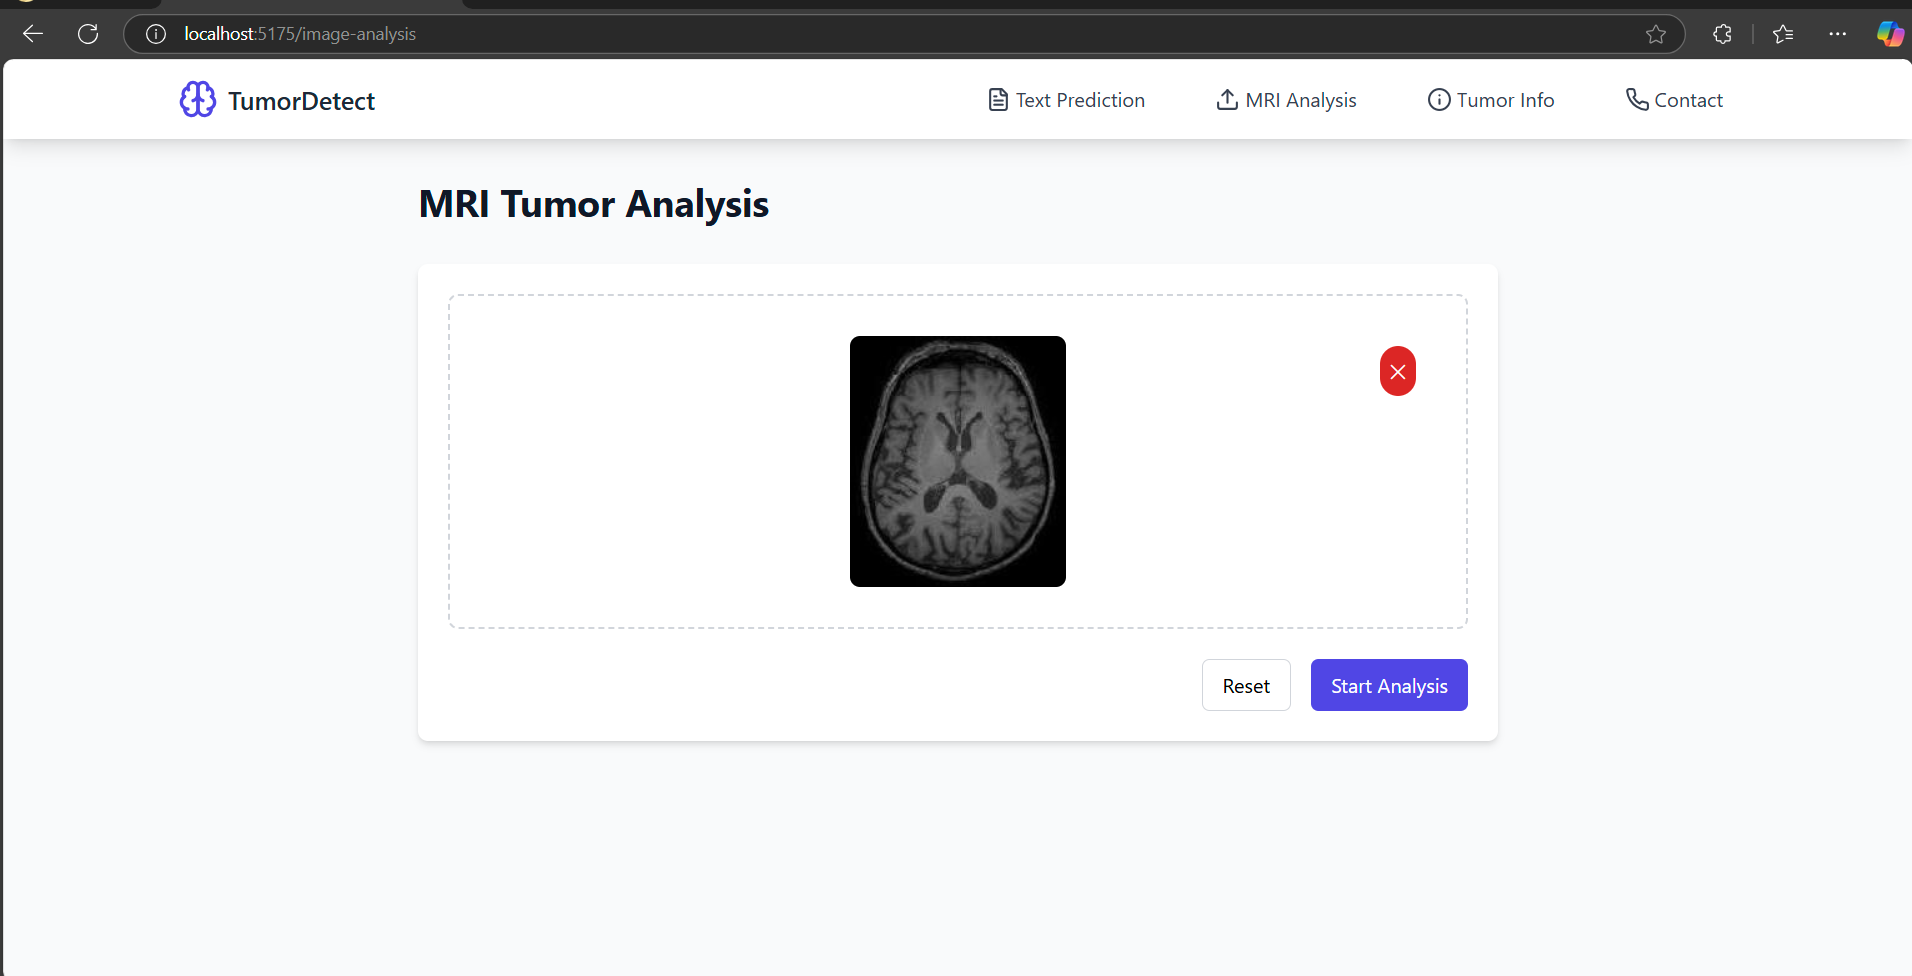 localhost:5175/image-analysis
TumorDetect
Text Prediction
MRI Analysis
Tumor Info
Contact
MRI Tumor Analysis
Reset
Start Analysis